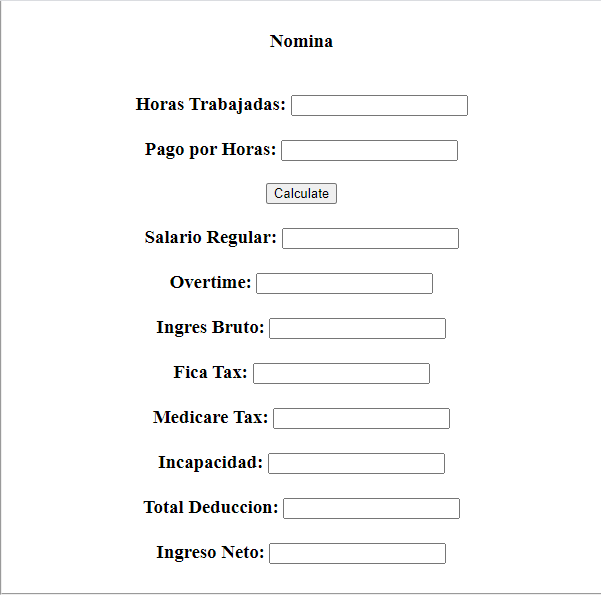 Nomina
Horas Trabajadas:
Pago por Horas:
Calculate
Salario Regular:
Overtime:
Ingres Bruto:
Fica Tax:
Medicare Tax:
Incapacidad:
Total Deduccion:
Ingreso Neto: